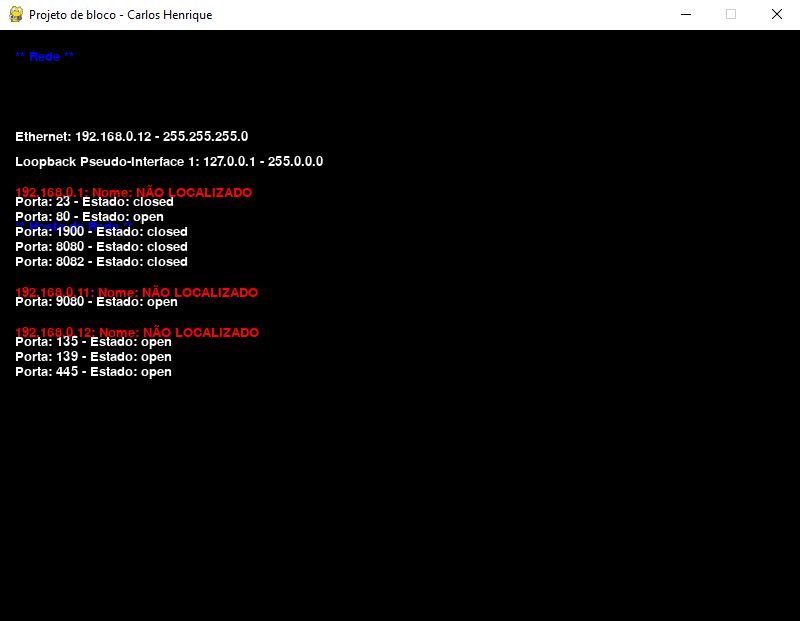 Projeto de bloco - Carlos Henrique
** Rede **
Ethernet: 192.168.0.12 - 255.255.255.0
Loopback Pseudo-Interface 1: 127.0.0.1 - 255.0.0.0
192.168.0.1: Nome: NÃO LOCALIZADO
Porta: 23 - Estado: closed
Porta: 80 - Estado: open
** Hosts da Rede **
Porta: 1900 - Estado: closed
Porta: 8080 - Estado: closed
Porta: 8082 - Estado: closed
192.168.0.11: Nome: NÃO LOCALIZADO
Porta: 9080 - Estado: open
192.168.0.12: Nome: NÃO LOCALIZADO
Porta: 135 - Estado: open
Porta: 139 - Estado: open
Porta: 445 - Estado: open